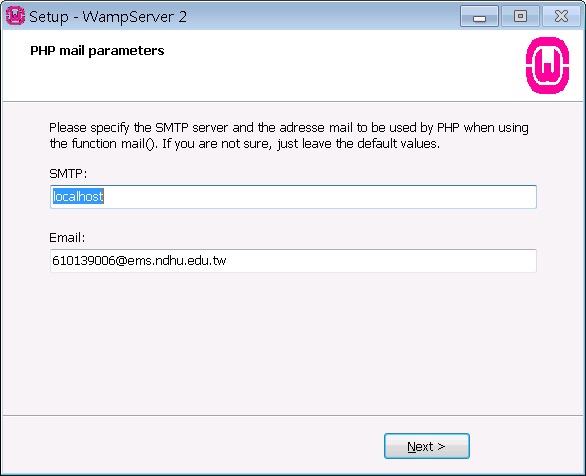 Setup - WampServer 2
PHP mail parameters
W
Please specify the SMTP server and the adresse mail to be used by PHP when using
the function mail(). If you are not sure, just leave the default values.
SMTP:
localhost
Email:
610139006@ems.ndhu.edu.tw
Next >